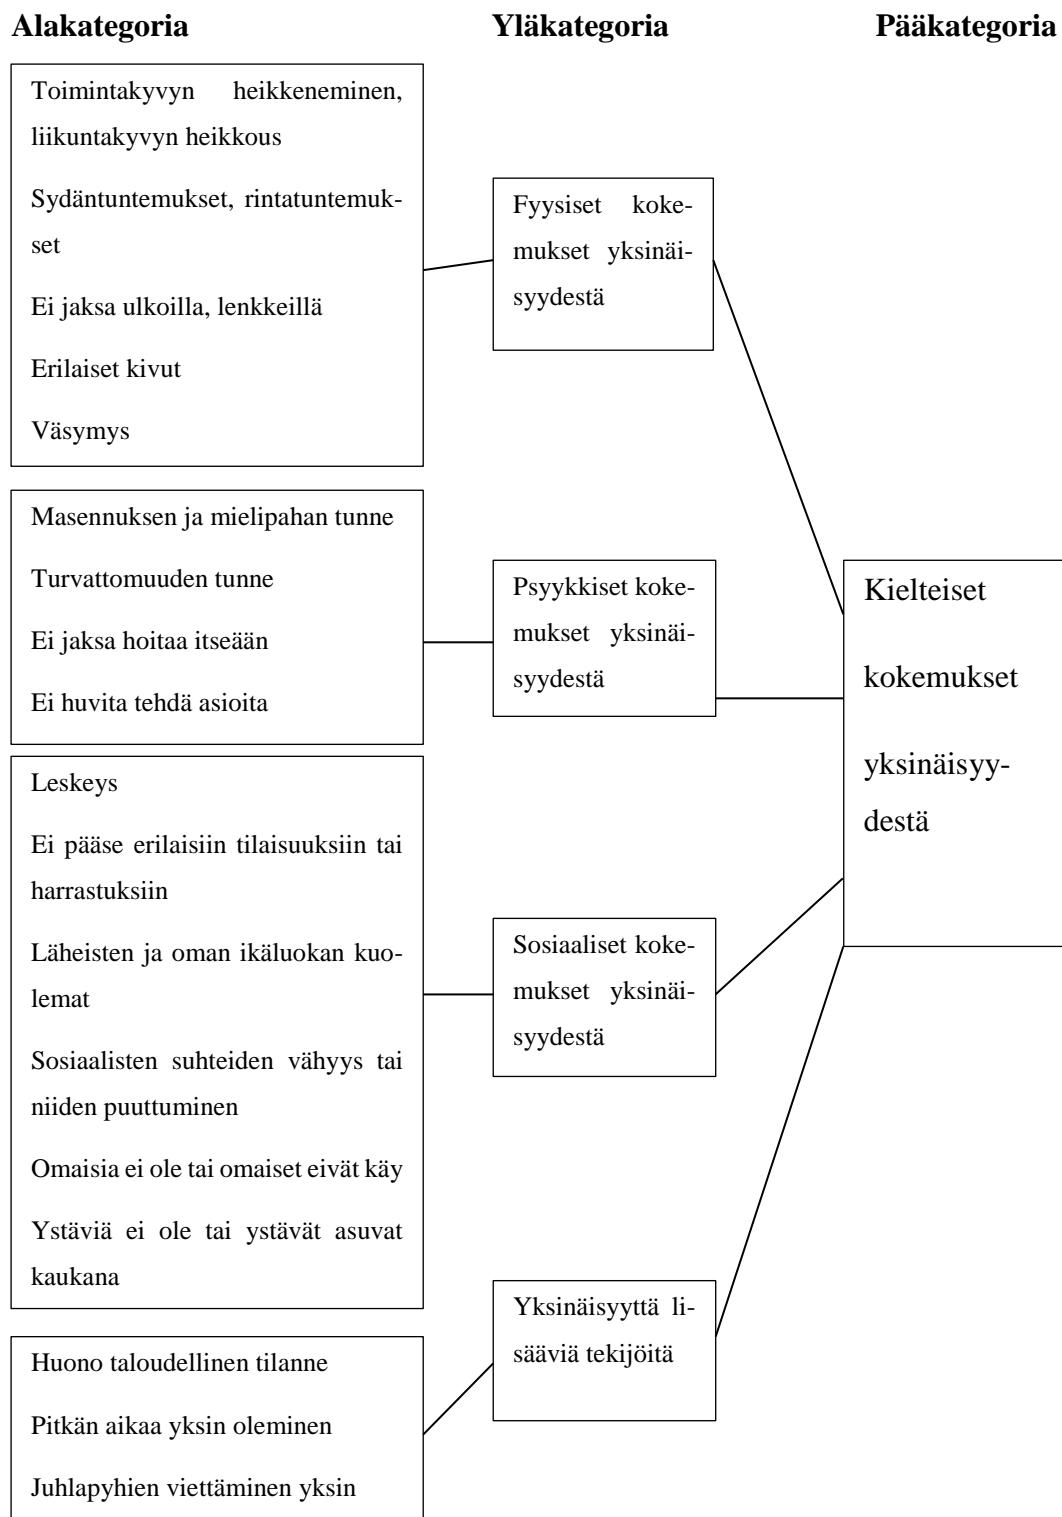 Alakategoria
Yläkategoria
Pääkategoria
Toimintakyvyn heikkeneminen,
liikuntakyvyn heikkous
Sydäntuntemukset, rintatuntemuk-
set
Ei jaksa ulkoilla, lenkkeillä
Erilaiset kivut
Väsymys
Fyysiset koke-
mukset yksinäi-
syydestä
Masennuksen ja mielipahan tunne
Turvattomuuden tunne
Ei jaksa hoitaa itseään
Ei huvita tehdä asioita
Psyykkiset koke-
mukset yksinäi-
syydestä
Kielteiset
kokemukset
yksinäisyy-
destä
Leskeys
Ei pääse erilaisiin tilaisuuksiin tai
harrastuksiin
Läheisten ja oman ikäluokan kuo-
lemat
Sosiaalisten suhteiden vähyys tai
niiden puuttuminen
Omaisia ei ole tai omaiset eivät käy
Ystäviä ei ole tai ystävät asuvat
kaukana
Sosiaaliset koke-
mukset yksinäi-
syydestä
Yksinäisyyttä li-
sääviä tekijöitä
Huono taloudellinen tilanne
Pitkän aikaa yksin oleminen
Juhlapyhien viettäminen yksin